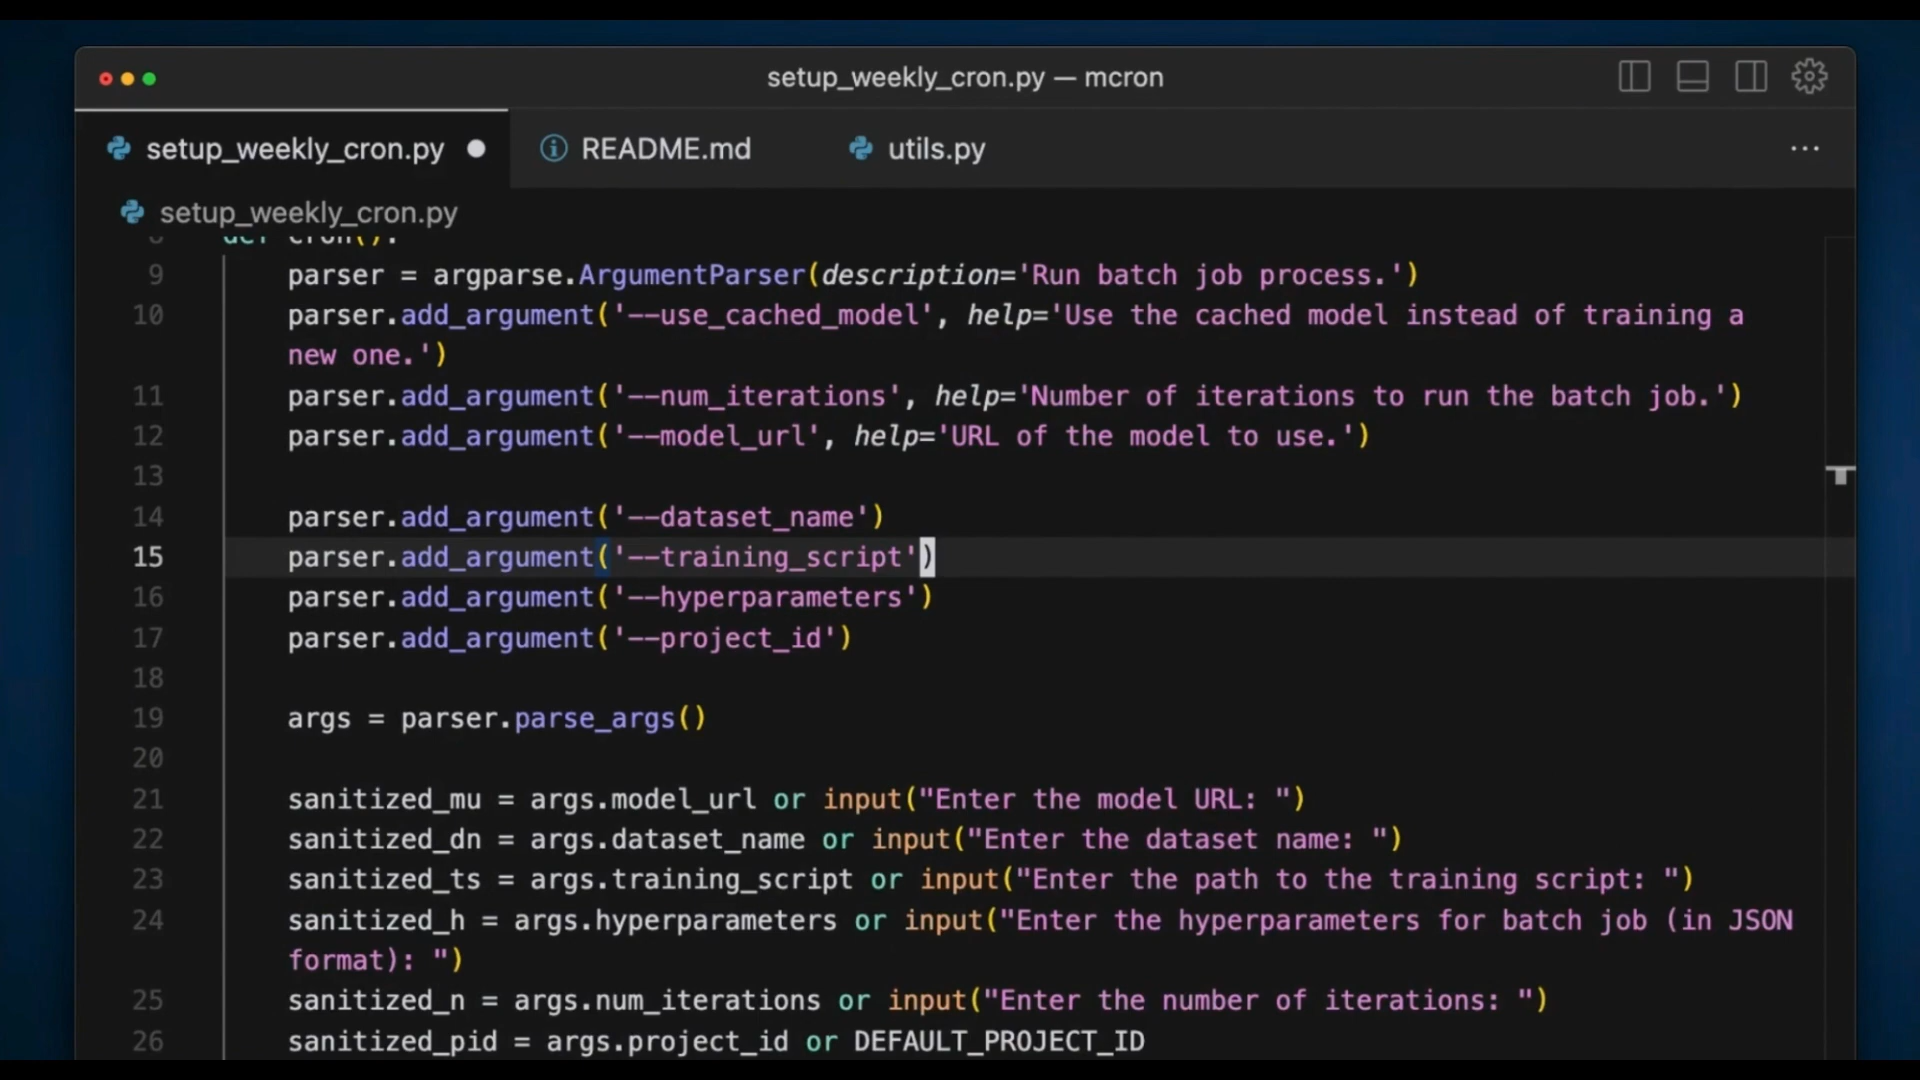 setup_weekly_cron.py — mcron
setup_weekly_cron.py README.md utils.py ...
setup_weekly_cron.py
8 def cron():
9 parser = argparse.ArgumentParser(description='Run batch job process.')
10 parser.add_argument('--use_cached_model', help='Use the cached model instead of training a
new one.')
11 parser.add_argument('--num_iterations', help='Number of iterations to run the batch job.')
12 parser.add_argument('--model_url', help='URL of the model to use.')
13
14 parser.add_argument('--dataset_name')
15 parser.add_argument('--training_script')
16 parser.add_argument('--hyperparameters')
17 parser.add_argument('--project_id')
18
19 args = parser.parse_args()
20
21 sanitized_mu = args.model_url or input("Enter the model URL: ")
22 sanitized_dn = args.dataset_name or input("Enter the dataset name: ")
23 sanitized_ts = args.training_script or input("Enter the path to the training script: ")
24 sanitized_h = args.hyperparameters or input("Enter the hyperparameters for batch job (in JSON
format): ")
25 sanitized_n = args.num_iterations or input("Enter the number of iterations: ")
26 sanitized_pid = args.project_id or DEFAULT_PROJECT_ID